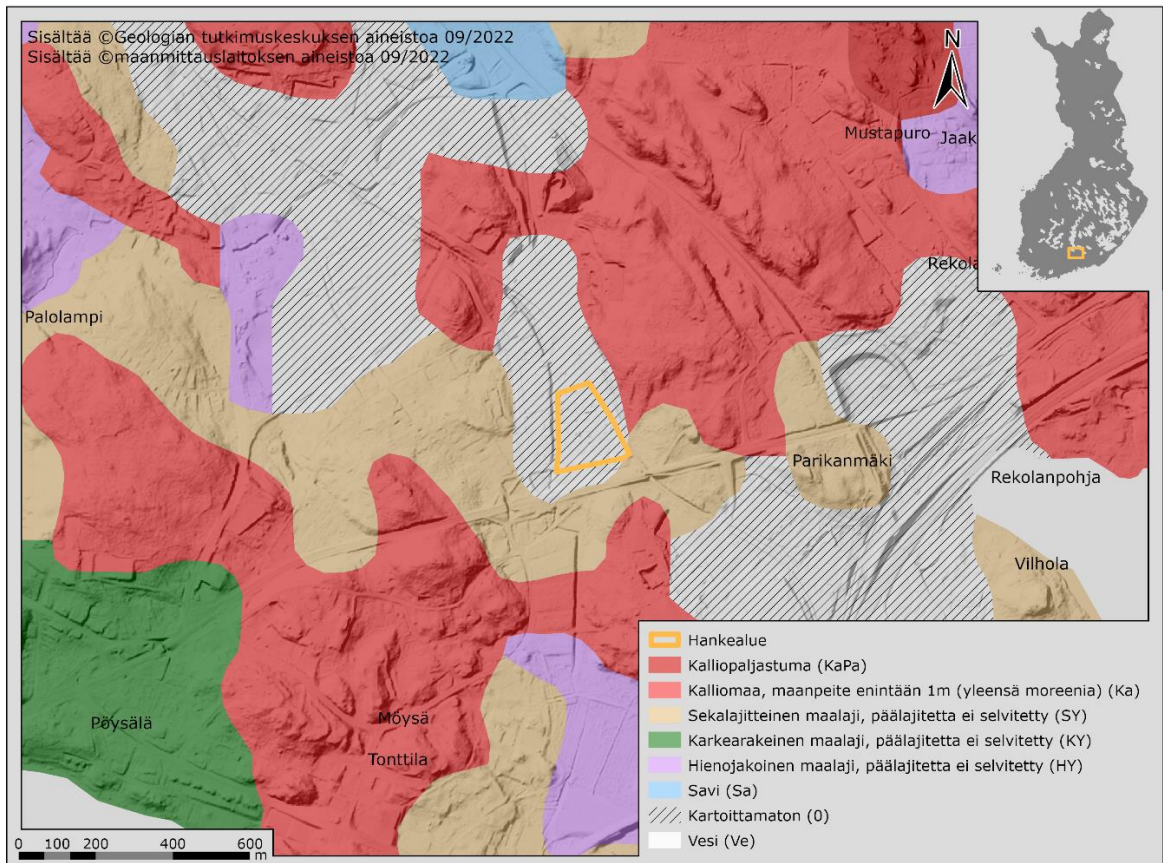 Sisältää ©Geologian tutkimuskeskuksen aineistoa 09/2022
Sisältää ©maanmittauslaitoksen aineistoa 09/2022
N
Mustapuro
Jaak
Rekola
Palolampi
Parikanmäki
Rekolanpohja
Vilhola
Pöysälä
Möysä
Tonttila
Hankealue
Kalliopaljastuma (KaPa)
Kalliomaa, maanpeite enintään 1m (yleensä moreenia) (Ka)
Sekalajitteinen maalaji, päälajitetta ei selvitetty (SY)
Karkearakeinen maalaji, päälajitetta ei selvitetty (KY)
Hienojakoinen maalaji, päälajitetta ei selvitetty (HY)
Savi (Sa)
Kartoittamaton (0)
Vesi (Ve)
0 100 200 400 600
m